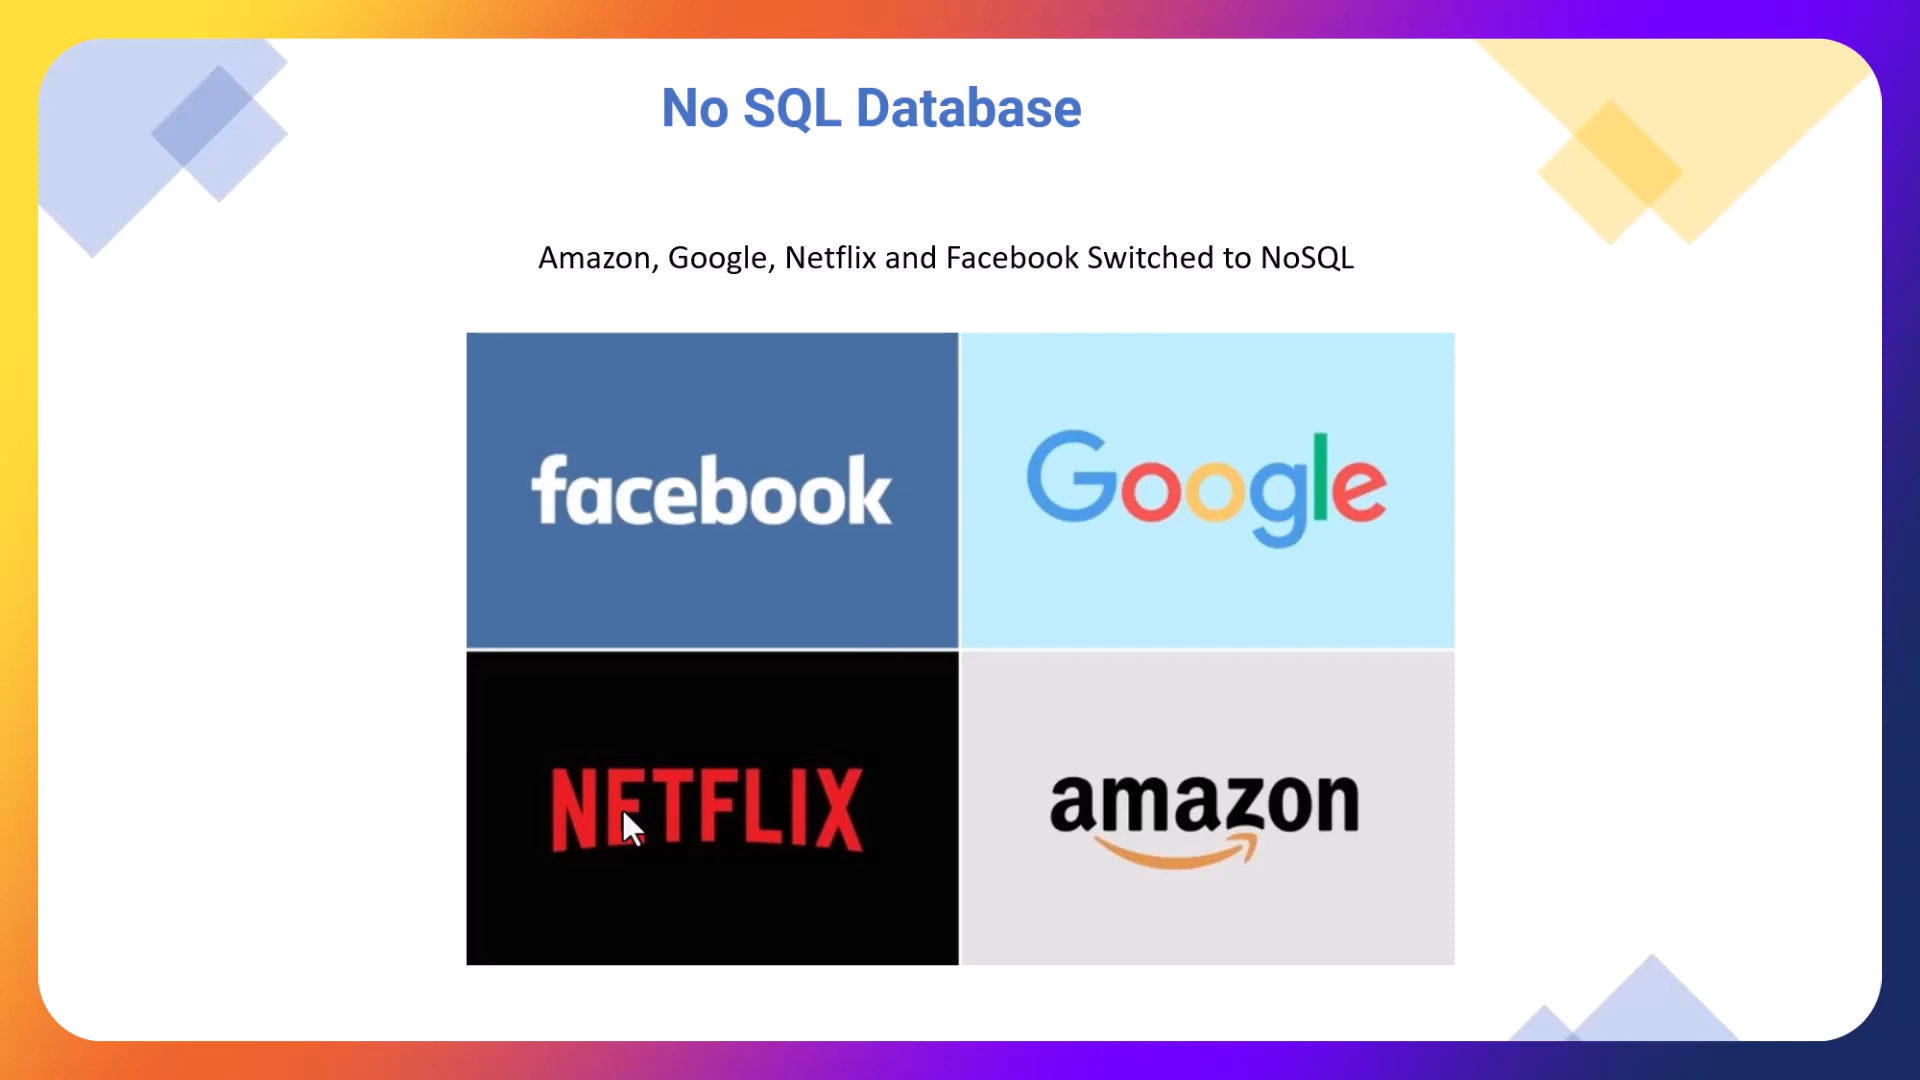 No SQL Database
Amazon, Google, Netflix and Facebook Switched to NoSQL
facebook
Google
NETFLIX
amazon